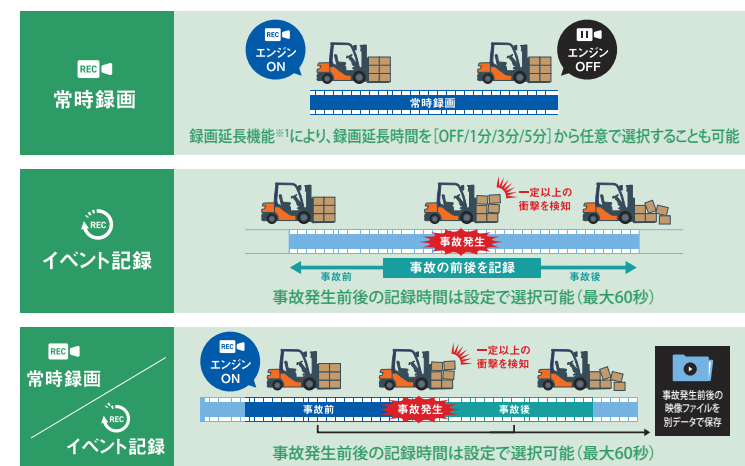 REC
常時録画
REC
エンジン
ON
エンジン
OFF
常時録画
録画延長機能※1により、録画延長時間を[OFF/1分/3分/5分]から任意で選択することも可能
REC
イベント記録
一定以上の
衝撃を検知
事故発生
事故前
事故の前後を記録
事故後
事故発生前後の記録時間は設定で選択可能（最大60秒）
REC
常時録画
REC
イベント記録
REC
エンジン
ON
一定以上の
衝撃を検知
事故前
事故発生
事故後
事故発生前後の
映像ファイルを
別データで保存
事故発生前後の記録時間は設定で選択可能（最大60秒）